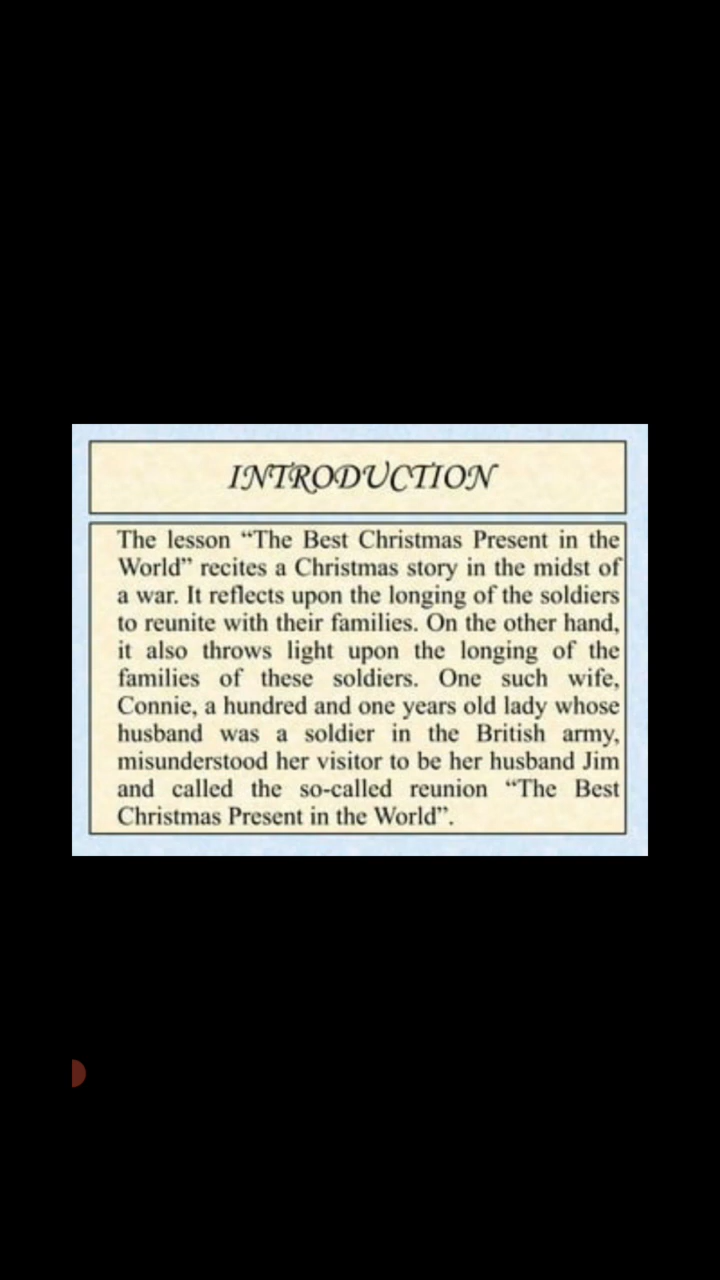 INTRODUCTION
The lesson “The Best Christmas Present in the
World” recites a Christmas story in the midst of
a war. It reflects upon the longing of the soldiers
to reunite with their families. On the other hand,
it also throws light upon the longing of the
families of these soldiers. One such wife,
Connie, a hundred and one years old lady whose
husband was a soldier in the British army,
misunderstood her visitor to be her husband Jim
and called the so-called reunion “The Best
Christmas Present in the World”.